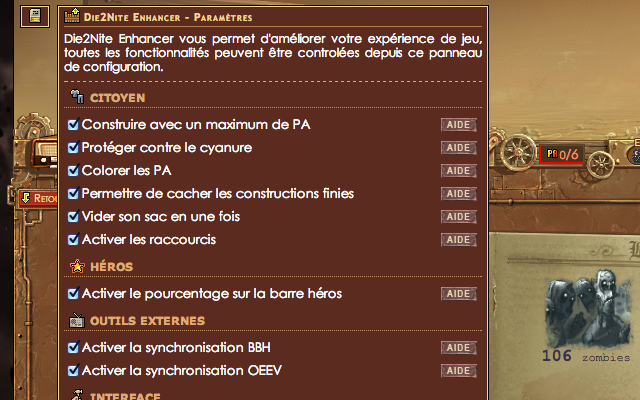 Die2Nite Enhancer - Paramètres
Die2Nite Enhancer vous permet d'améliorer votre expérience de jeu,
toutes les fonctionnalités peuvent être controlées depuis ce panneau
de configuration.
CITOYEN
Construire avec un maximum de PA AIDE
Protéger contre le cyanure AIDE
Colorer les PA AIDE
Permettre de cacher les constructions finies AIDE
Vider son sac en une fois AIDE
Activer les raccourcis AIDE
HÉROS
Activer le pourcentage sur la barre héros AIDE
OUTILS EXTERNES
Activer la synchronisation BBH AIDE
Activer la synchronisation OEEV AIDE
INTERFACE
PA 0/6
106 zombies